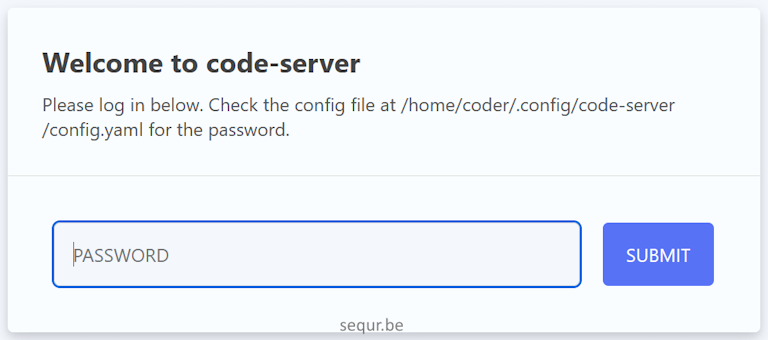 Welcome to code-server
Please log in below. Check the config file at /home/coder/.config/code-server
/config.yaml for the password.
PASSWORD
SUBMIT
sequr.be